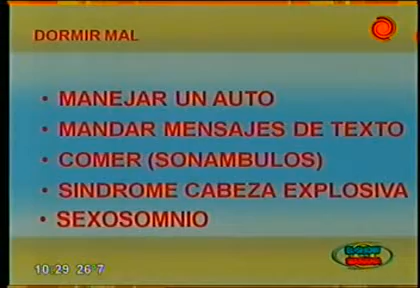 DORMIR MAL
• MANEJAR UN AUTO
• MANDAR MENSAJES DE TEXTO
• COMER (SONAMBULOS)
• SINDROME CABEZA EXPLOSIVA
• SEXOSOMNIO
10.29 26°7